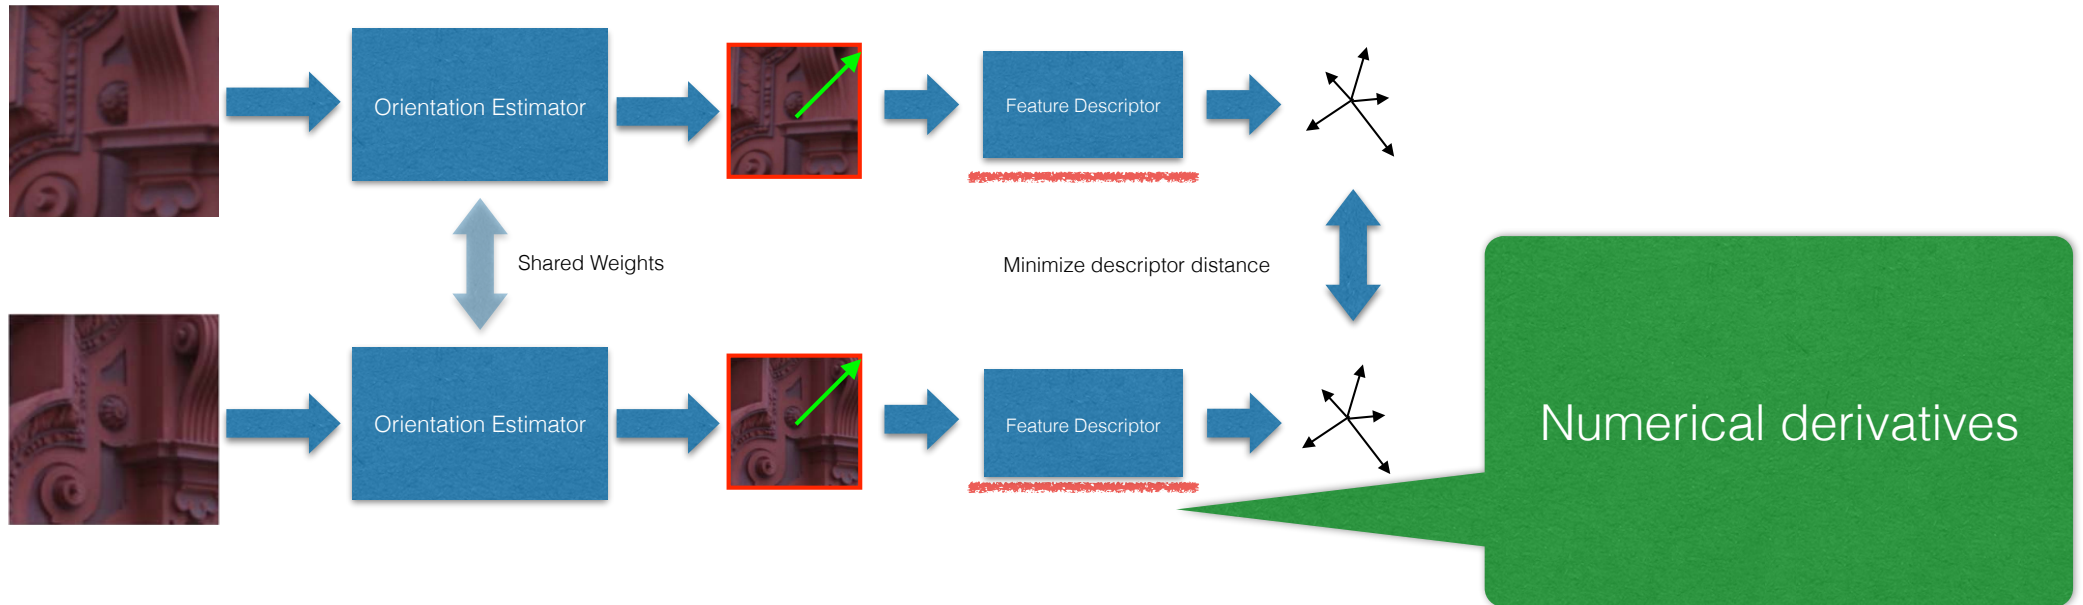 Orientation Estimator
Feature Descriptor
Shared Weights
Minimize descriptor distance
Orientation Estimator
Feature Descriptor
Numerical derivatives